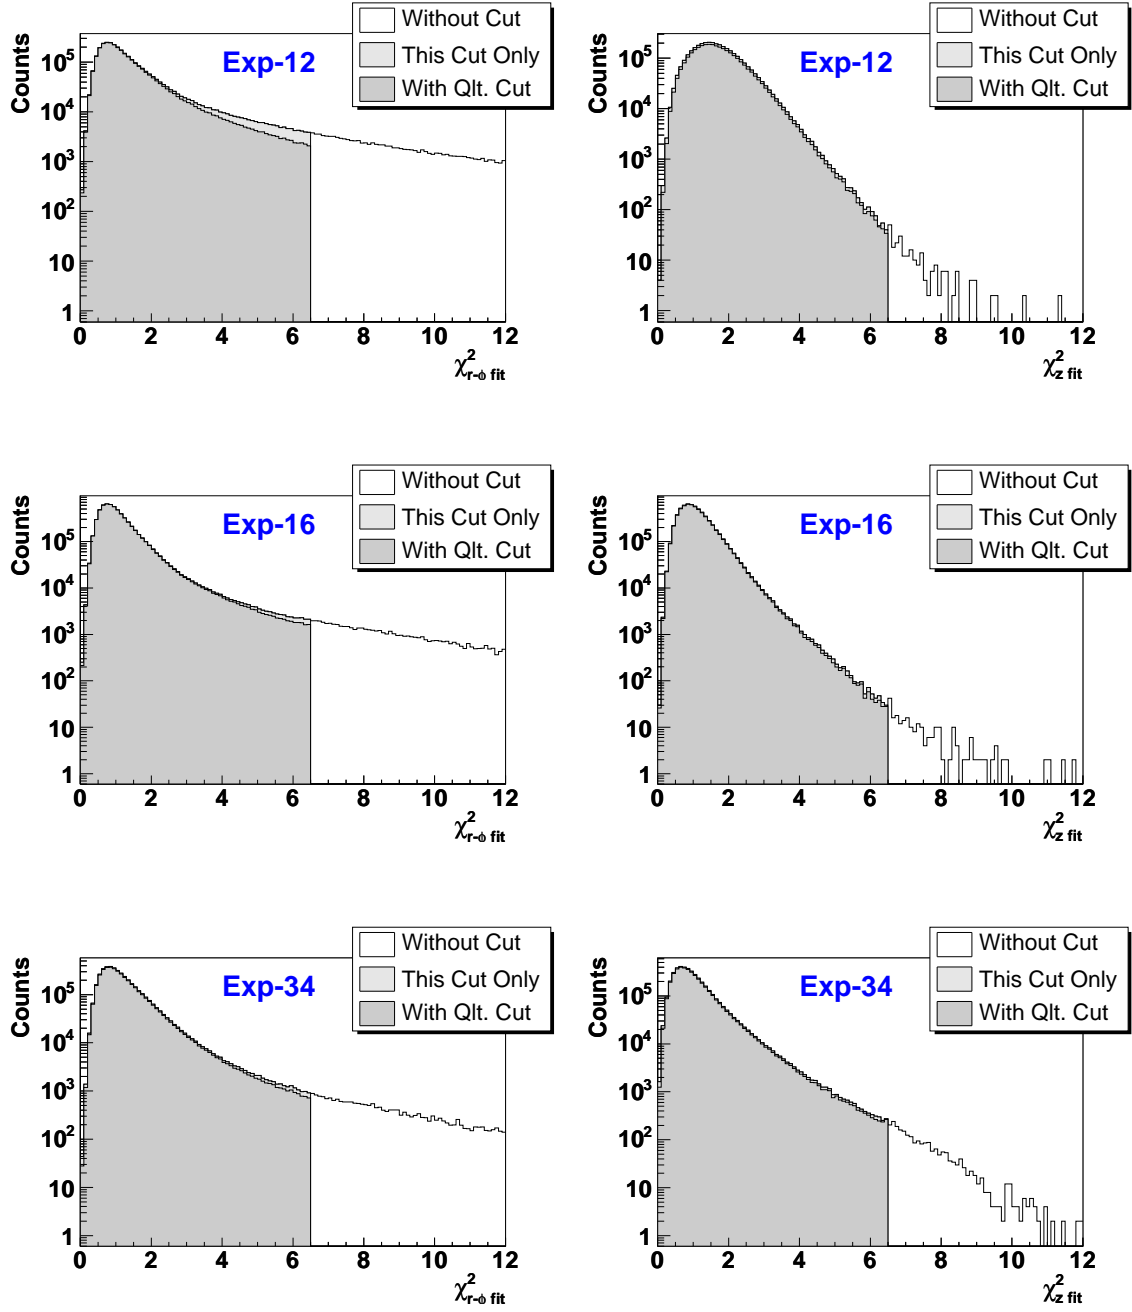 Without Cut
This Cut Only
With Qlt. Cut
Exp-12
Counts
10^5
10^4
10^3
10^2
10
1
0 2 4 6 8 10 12
χ²r-ϕ fit
Without Cut
This Cut Only
With Qlt. Cut
Exp-12
Counts
10^5
10^4
10^3
10^2
10
1
0 2 4 6 8 10 12
χ²z fit
Without Cut
This Cut Only
With Qlt. Cut
Exp-16
Counts
10^5
10^4
10^3
10^2
10
1
0 2 4 6 8 10 12
χ²r-ϕ fit
Without Cut
This Cut Only
With Qlt. Cut
Exp-16
Counts
10^5
10^4
10^3
10^2
10
1
0 2 4 6 8 10 12
χ²z fit
Without Cut
This Cut Only
With Qlt. Cut
Exp-34
Counts
10^5
10^4
10^3
10^2
10
1
0 2 4 6 8 10 12
χ²r-ϕ fit
Without Cut
This Cut Only
With Qlt. Cut
Exp-34
Counts
10^5
10^4
10^3
10^2
10
1
0 2 4 6 8 10 12
χ²z fit